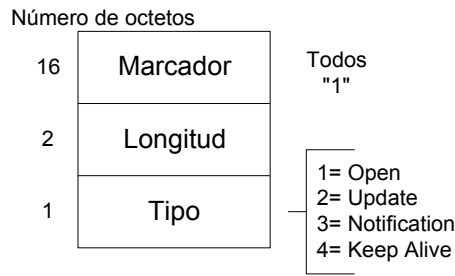 Número de octetos
16
Marcador
Todos
"1"
2
Longitud
1
Tipo
1= Open
2= Update
3= Notification
4= Keep Alive